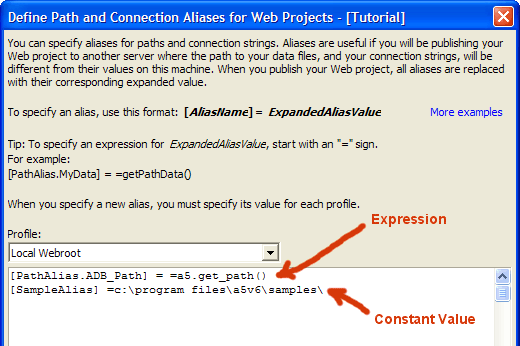 Define Path and Connection Aliases for Web Projects - [Tutorial]
You can specify aliases for paths and connection strings. Aliases are useful if you will be publishing your
Web project to another server where the path to your data files, and your connection strings, will be
different from their values on this machine. When you publish your Web project, all aliases are replaced
with their corresponding expanded value.
To specify an alias, use this format: [AliasName]= ExpandedAliasValue More examples
Tip: To specify an expression for ExpandedAliasValue, start with an "=" sign.
For example:
[PathAlias.MyData] = =getPathData()
When you specify a new alias, you must specify its value for each profile.
Expression
Profile:
Local Webroot
[PathAlias.ADB_Path] = =a5.get_path()
[SampleAlias] =c:\program files\a5v6\samples\
Constant Value